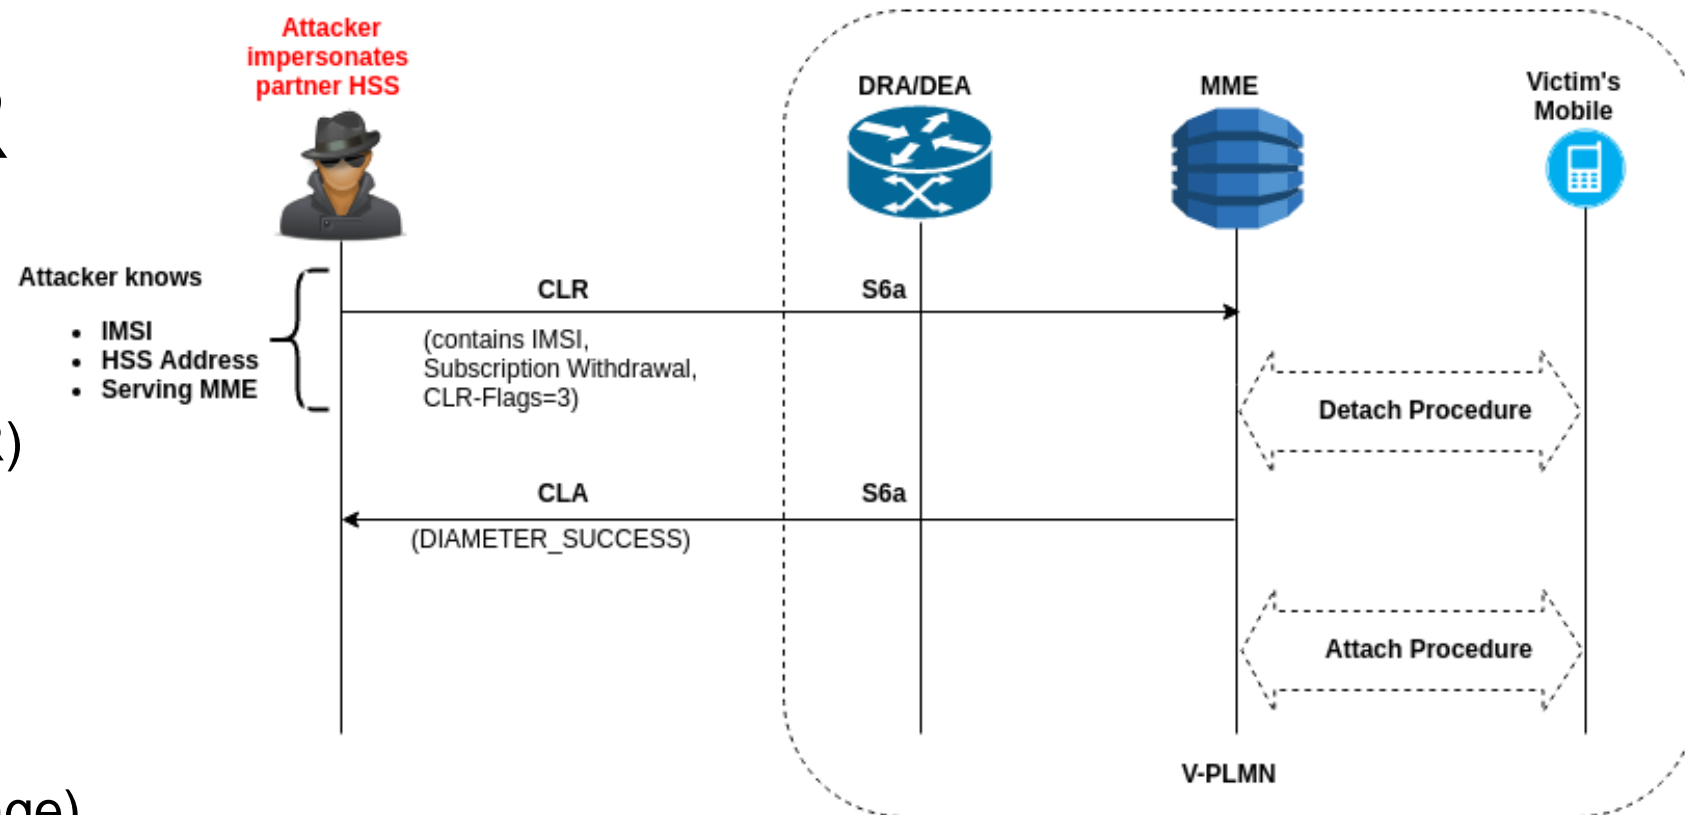 Attacker
impersonates
partner HSS
DRA/DEA
MME
Victim's
Mobile
Attacker knows
• IMSI
• HSS Address
• Serving MME
CLR
S6a
(contains IMSI,
Subscription Withdrawal,
CLR-Flags=3)
Detach Procedure
CLA
S6a
(DIAMETER_SUCCESS)
Attach Procedure
V-PLMN